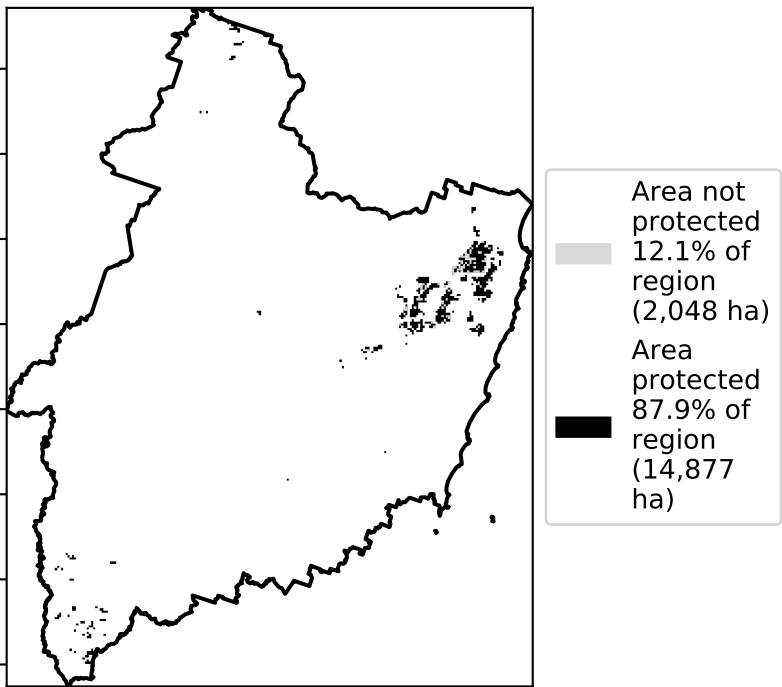 Area not
protected
12.1% of
region
(2,048 ha)
Area
protected
87.9% of
region
(14,877
ha)